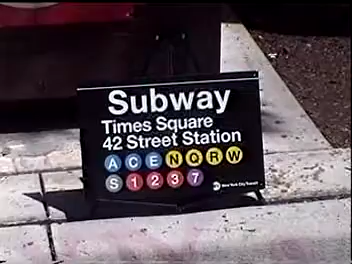 Subway
Times Square
42 Street Station
A C E N Q R W
S 1 2 3 7
New York City Transit